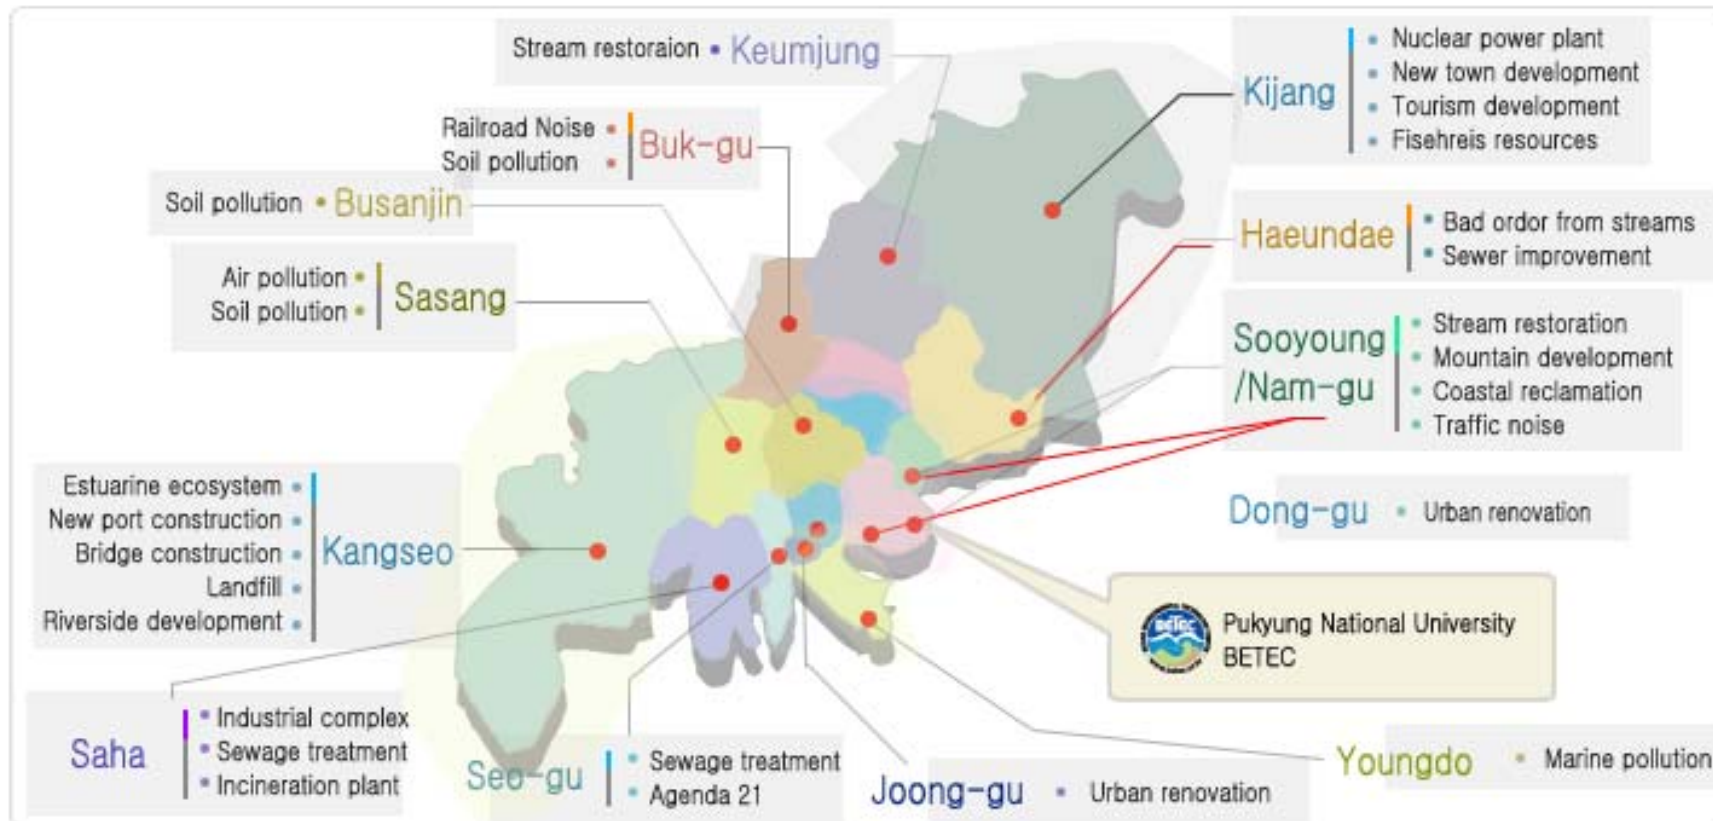 Stream restoraion • Keumjung
Railroad Noise •
Soil pollution •
Buk-gu
Soil pollution • Busanjin
Air pollution •
Soil pollution •
Sasang
Estuarine ecosystem •
New port construction •
Bridge construction •
Landfill •
Riverside development •
Kangseo
Saha
• Industrial complex
• Sewage treatment
• Incineration plant
Seo-gu
• Sewage treatment
• Agenda 21
Joong-gu • Urban renovation
Youngdo • Marine pollution
Kijang
• Nuclear power plant
• New town development
• Tourism development
• Fisehreis resources
Haeundae
• Bad ordor from streams
• Sewer improvement
Sooyoung
/Nam-gu
• Stream restoration
• Mountain development
• Coastal reclamation
• Traffic noise
Dong-gu • Urban renovation
BETEC
Pukyung National University
BETEC